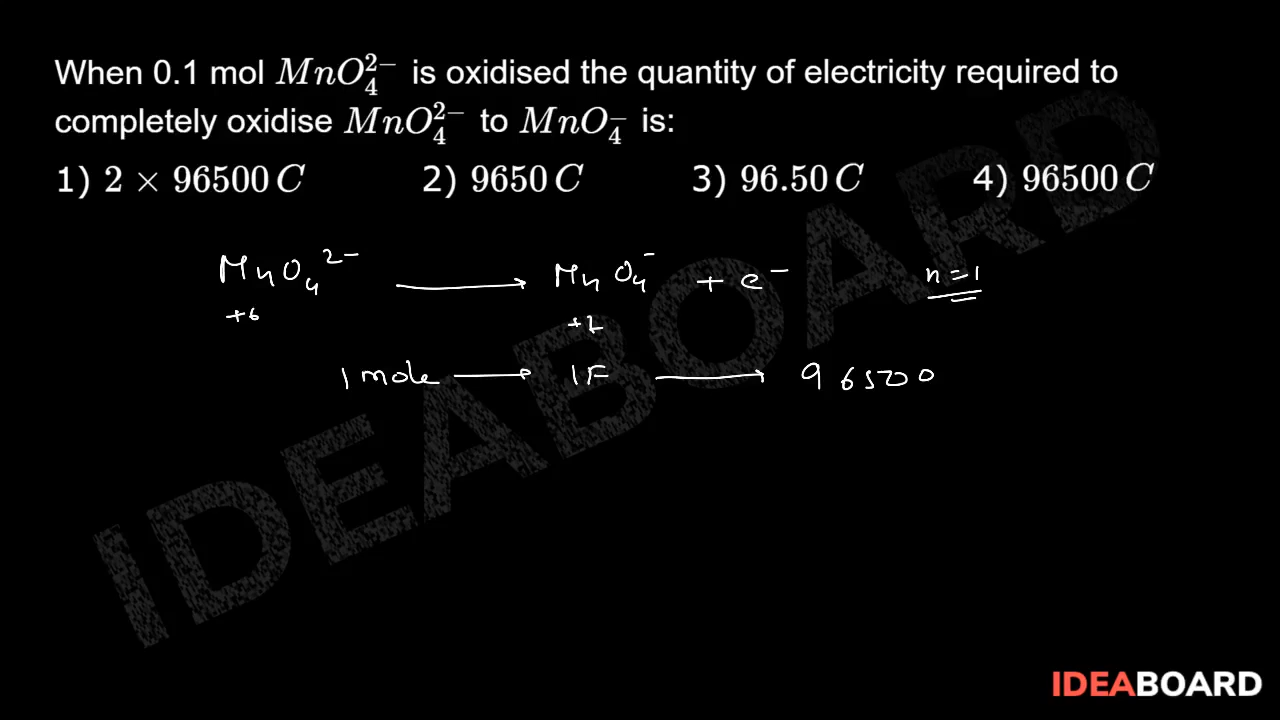 When 0.1 mol MnO₄²⁻ is oxidised the quantity of electricity required to
completely oxidise MnO₄²⁻ to MnO₄⁻ is:
1) 2 × 96500 C 2) 9650 C 3) 96.50 C 4) 96500 C
MnO₄²⁻ ⟶ MnO₄⁻ + e⁻ n = 1
+6 +7
1 mole ⟶ 1F ⟶ 96500
IDEABOARD
IDEABOARD